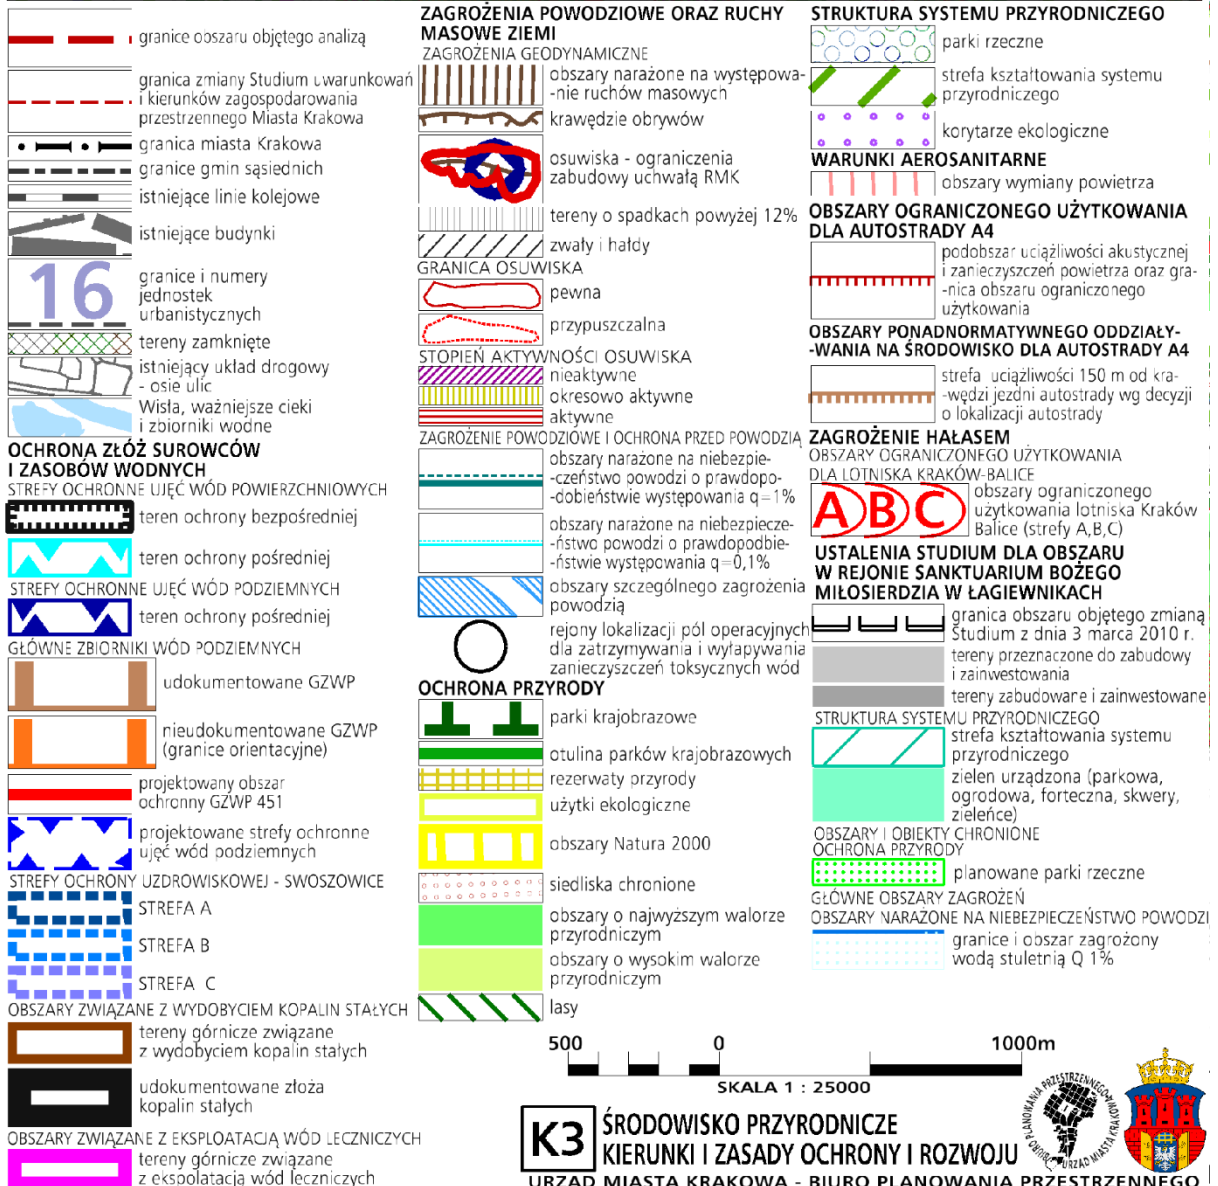 granice obszaru objętego analizą
granica zmiany Studium uwarunkowań
i kierunków zagospodarowania
przestrzennego Miasta Krakowa
granica miasta Krakowa
granice gmin sąsiednich
istniejące linie kolejowe
istniejące budynki
16
granice i numery
jednostek
urbanistycznych
tereny zamknięte
istniejący układ drogowy
- osie ulic
Wisła, ważniejsze cieki
i zbiorniki wodne
OCHRONA ZŁÓŻ SUROWCÓW
I ZASOBÓW WODNYCH
STREFY OCHRONNE UJĘĆ WÓD POWIERZCHNIOWYCH
teren ochrony bezpośredniej
teren ochrony pośredniej
STREFY OCHRONNE UJĘĆ WÓD PODZIEMNYCH
teren ochrony pośredniej
GŁÓWNE ZBIORNIKI WÓD PODZIEMNYCH
udokumentowane GZWP
nieudokumentowane GZWP
(granice orientacyjne)
projektowany obszar
ochronny GZWP 451
projektowane strefy ochronne
ujęć wód podziemnych
STREFY OCHRONY UZDROWISKOWEJ - SWOSZOWICE
STREFA A
STREFA B
STREFA C
OBSZARY ZWIĄZANE Z WYDOBYCIEM KOPALIN STAŁYCH
tereny górnicze związane
z wydobyciem kopalin stałych
udokumentowane złoża
kopalin stałych
OBSZARY ZWIĄZANE Z EKSPLOATACJĄ WÓD LECZNICZYCH
tereny górnicze związane
z ekspolatacją wód leczniczych
ZAGROŻENIA POWODZIOWE ORAZ RUCHY
MASOWE ZIEMI
ZAGROŻENIA GEODYNAMICZNE
obszary narażone na występowa-
-nie ruchów masowych
krawędzie obrywów
osuwiska - ograniczenia
zabudowy uchwałą RMK
tereny o spadkach powyżej 12%
zwały i hałdy
GRANICA OSUWISKA
pewna
przypuszczalna
STOPIEŃ AKTYWNOŚCI OSUWISKA
nieaktywne
okresowo aktywne
aktywne
ZAGROŻENIE POWODZIOWE I OCHRONA PRZED POWODZIĄ
obszary narażone na niebezpie-
-czeństwo powodzi o prawdopo-
-dobieństwie występowania q=1%
obszary narażone na niebezpiecze-
-ństwo powodzi o prawdopodbie-
-ństwie występowania q=0,1%
obszary szczególnego zagrożenia
powodzią
rejony lokalizacji pól operacyjnych
dla zatrzymywania i wyłapywania
zanieczyszczeń toksycznych wód
OCHRONA PRZYRODY
parki krajobrazowe
otulina parków krajobrazowych
rezerwaty przyrody
użytki ekologiczne
obszary Natura 2000
siedliska chronione
obszary o najwyższym walorze
przyrodniczym
obszary o wysokim walorze
przyrodniczym
lasy
STRUKTURA SYSTEMU PRZYRODNICZEGO
parki rzeczne
strefa kształtowania systemu
przyrodniczego
korytarze ekologiczne
WARUNKI AEROSANITARNE
obszary wymiany powietrza
OBSZARY OGRANICZONEGO UŻYTKOWANIA
DLA AUTOSTRADY A4
podobszar uciążliwości akustycznej
i zanieczyszczeń powietrza oraz gra-
-nica obszaru ograniczonego
użytkowania
OBSZARY PONADNORMATYWNEGO ODDZIAŁY-
-WANIA NA ŚRODOWISKO DLA AUTOSTRADY A4
strefa uciążliwości 150 m od kra-
-wędzi jezdni autostrady wg decyzji
o lokalizacji autostrady
ZAGROŻENIE HAŁASEM
OBSZARY OGRANICZONEGO UŻYTKOWANIA
DLA LOTNISKA KRAKÓW-BALICE
A B C
obszary ograniczonego
użytkowania lotniska Kraków
Balice (strefy A,B,C)
USTALENIA STUDIUM DLA OBSZARU
W REJONIE SANKTUARIUM BOŻEGO
MIŁOSIERDZIA W ŁAGIEWNIKACH
granica obszaru objętego zmianą
Studium z dnia 3 marca 2010 r.
tereny przeznaczone do zabudowy
i zainwestowania
tereny zabudowane i zainwestowane
STRUKTURA SYSTEMU PRZYRODNICZEGO
strefa kształtowania systemu
przyrodniczego
zielen urządzona (parkowa,
ogrodowa, forteczna, skwery,
zieleńce)
OBSZARY I OBIEKTY CHRONIONE
OCHRONA PRZYRODY
planowane parki rzeczne
GŁÓWNE OBSZARY ZAGROŻEŃ
OBSZARY NARAŻONE NA NIEBEZPIECZEŃSTWO POWODZI
granice i obszar zagrożony
wodą stuletnią Q 1%
500 0 1000m
SKALA 1 : 25000
K3
ŚRODOWISKO PRZYRODNICZE
KIERUNKI I ZASADY OCHRONY I ROZWOJU
BIURO PLANOWANIA PRZESTRZENNEGO
URZĄD MIASTA KRAKOWA
URZĄD MIASTA KRAKOWA - BIURO PLANOWANIA PRZESTRZENNEGO